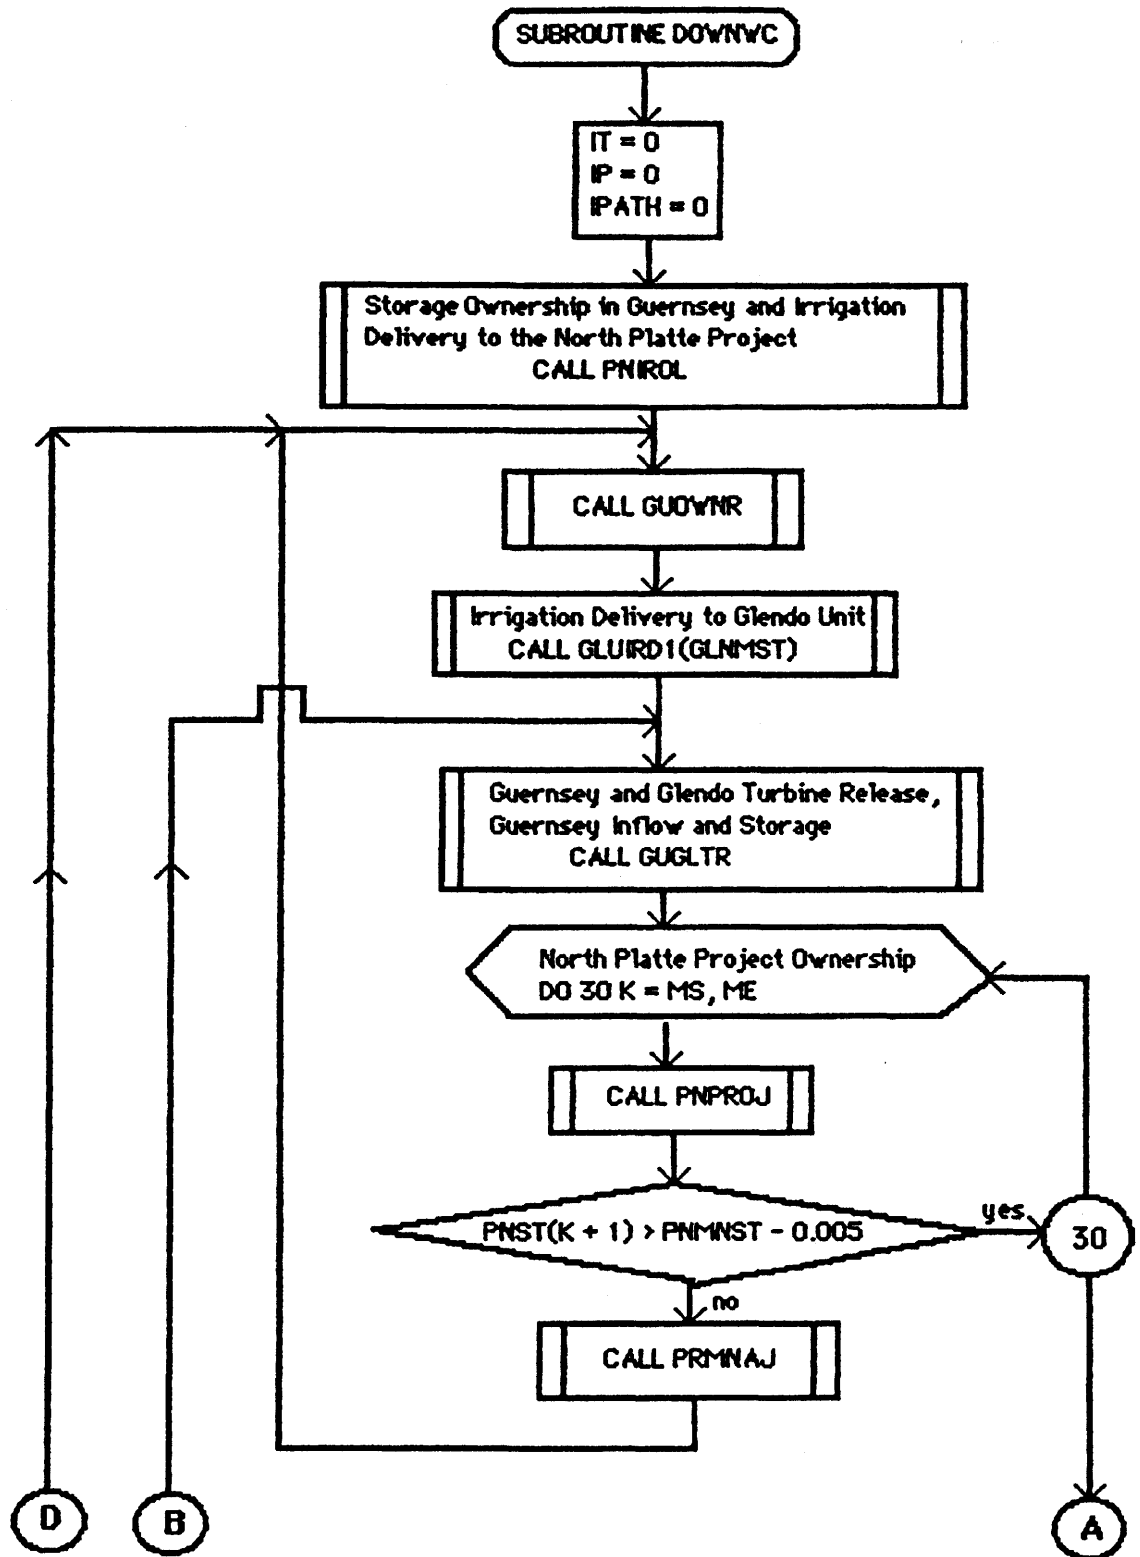 SUBROUTINE DOWNWC
IT = 0
IP = 0
IPATH = 0
Storage Ownership in Guernsey and Irrigation
Delivery to the North Platte Project
CALL PNIROL
CALL GUOWNR
Irrigation Delivery to Glendo Unit
CALL GLUIRD1(GLNMST)
Guernsey and Glendo Turbine Release,
Guernsey Inflow and Storage
CALL GUGLTR
North Platte Project Ownership
DO 30 K = MS, ME
CALL PNPROJ
PNST(K + 1) > PNMNST - 0.005
yes
30
no
CALL PRMNAJ
D
B
A